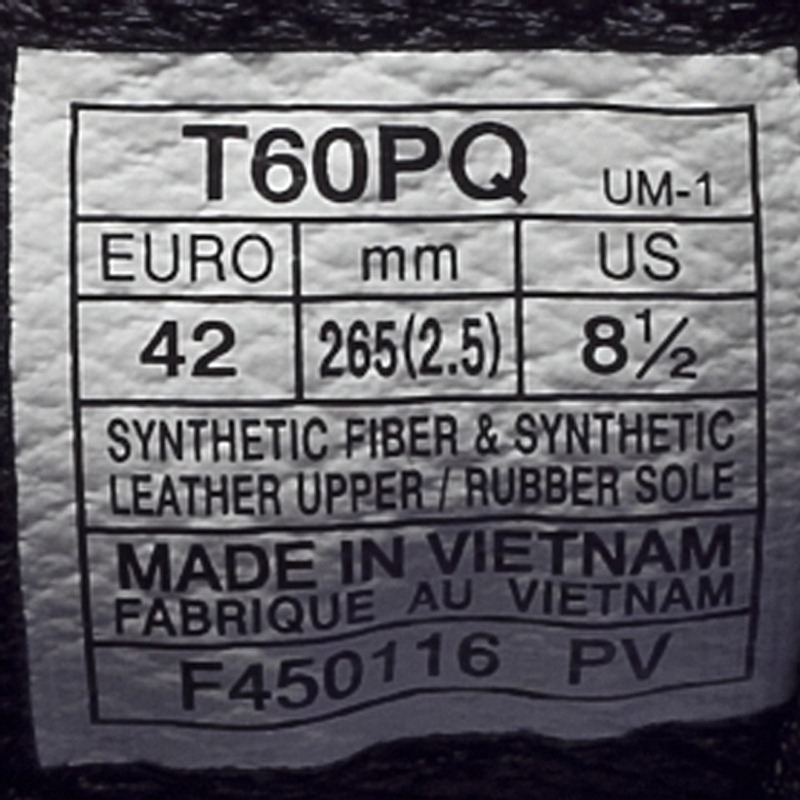 T60PQ UM-1
EURO mm US
42 265(2.5) 8½
SYNTHETIC FIBER & SYNTHETIC
LEATHER UPPER / RUBBER SOLE
MADE IN VIETNAM
FABRIQUE AU VIETNAM
F450116 PV